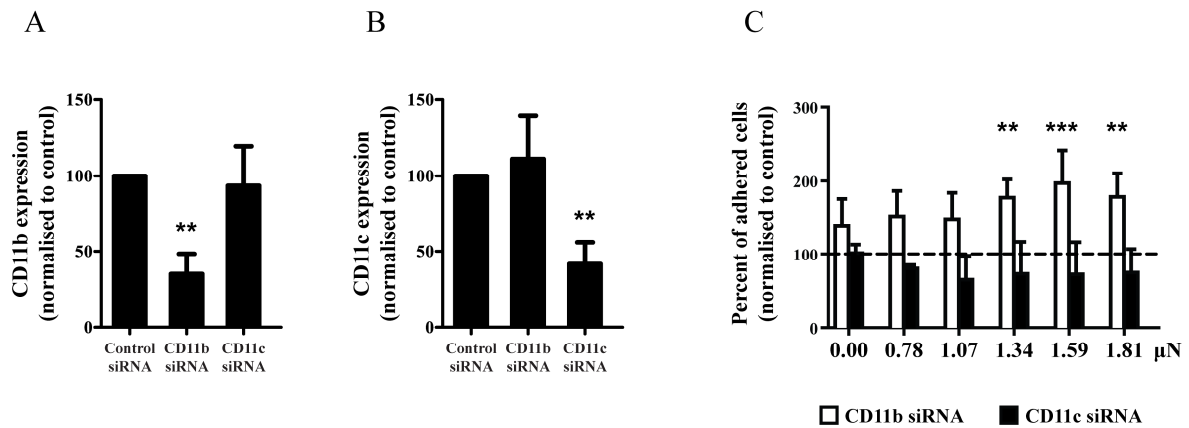 A
B
C
CD11b expression
(normalised to control)
150
100
50
0
**
Control
siRNA
CD11b
siRNA
CD11c
siRNA
CD11c expression
(normalised to control)
150
100
50
0
**
Control
siRNA
CD11b
siRNA
CD11c
siRNA
Percent of adhered cells
(normalised to control)
300
200
100
0
** *** **
0.00 0.78 1.07 1.34 1.59 1.81 µN
CD11b siRNA CD11c siRNA